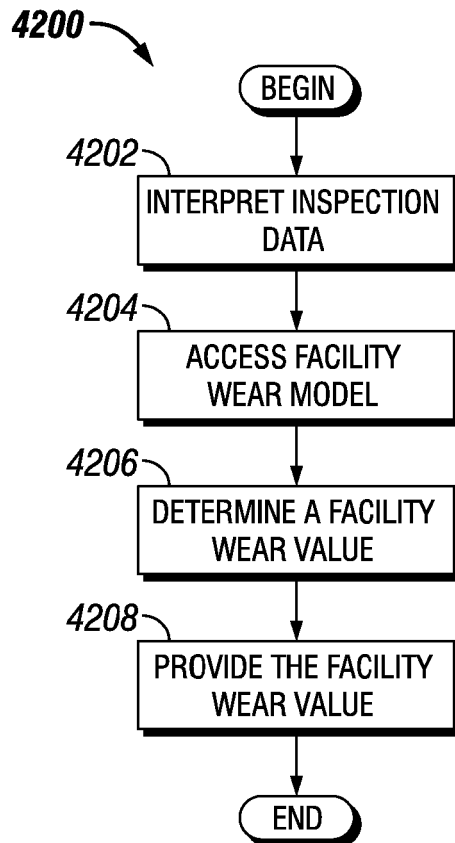 4200
BEGIN
4202
INTERPRET INSPECTION
DATA
4204
ACCESS FACILITY
WEAR MODEL
4206
DETERMINE A FACILITY
WEAR VALUE
4208
PROVIDE THE FACILITY
WEAR VALUE
END